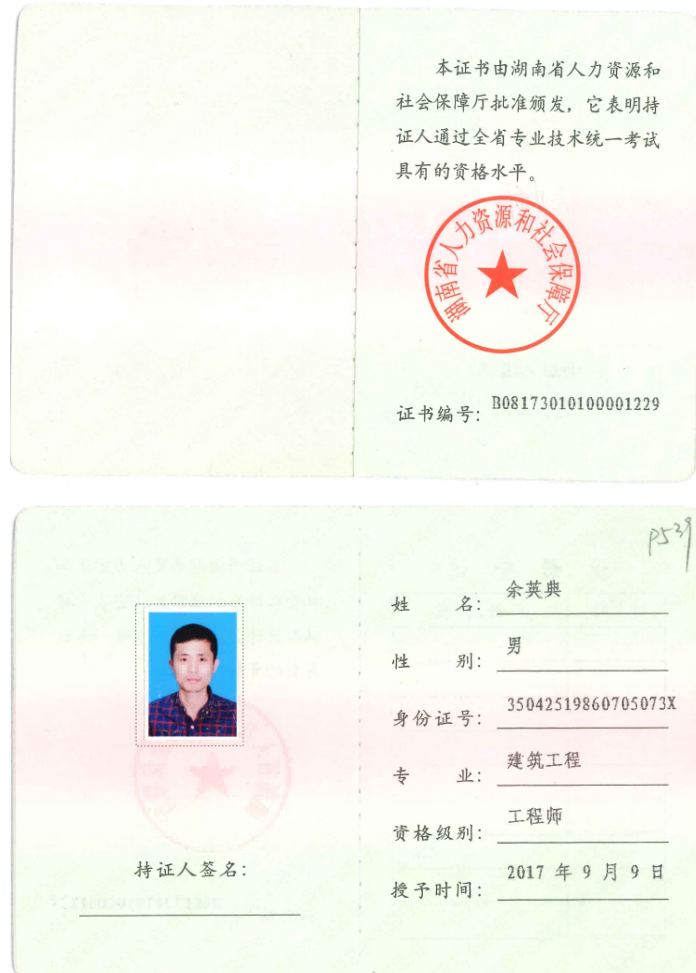 本证书由湖南省人力资源和
社会保障厅批准颁发，它表明持
证人通过全省专业技术统一考试
具有的资格水平。
湖南省人力资源和社会保障厅
证书编号： B08173010100001229
P539
姓 名： 余英典
性 别： 男
身份证号： 35042519860705073X
专 业： 建筑工程
资格级别： 工程师
授予时间： 2017 年 9 月 9 日
持证人签名：